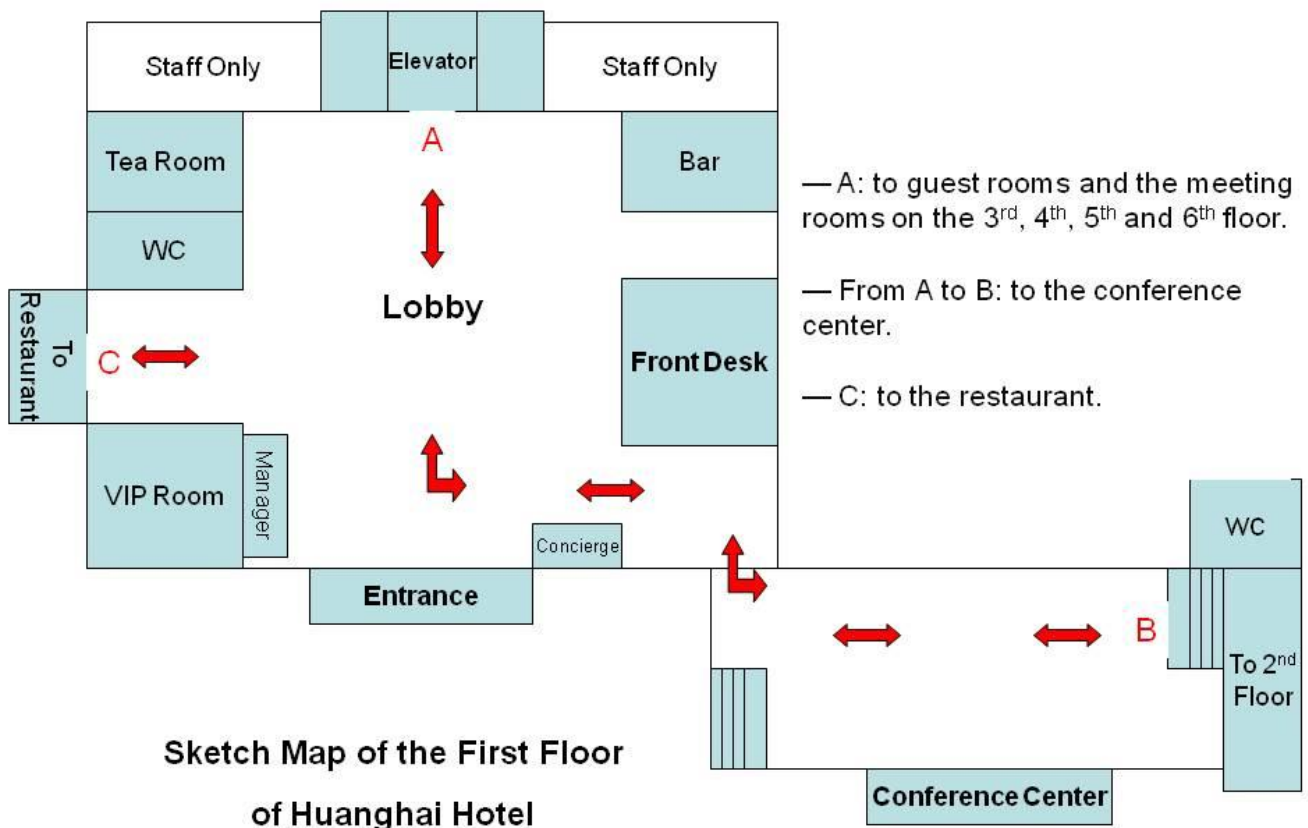 Staff Only
Elevator
Staff Only
Tea Room
A
Bar
WC
— A: to guest rooms and the meeting
rooms on the 3rd, 4th, 5th and 6th floor.
To
Restaurant
C
Lobby
Front Desk
— From A to B: to the conference
center.
— C: to the restaurant.
VIP Room
Manager
Concierge
WC
Entrance
B
To 2nd
Floor
Conference Center
Sketch Map of the First Floor
of Huanghai Hotel